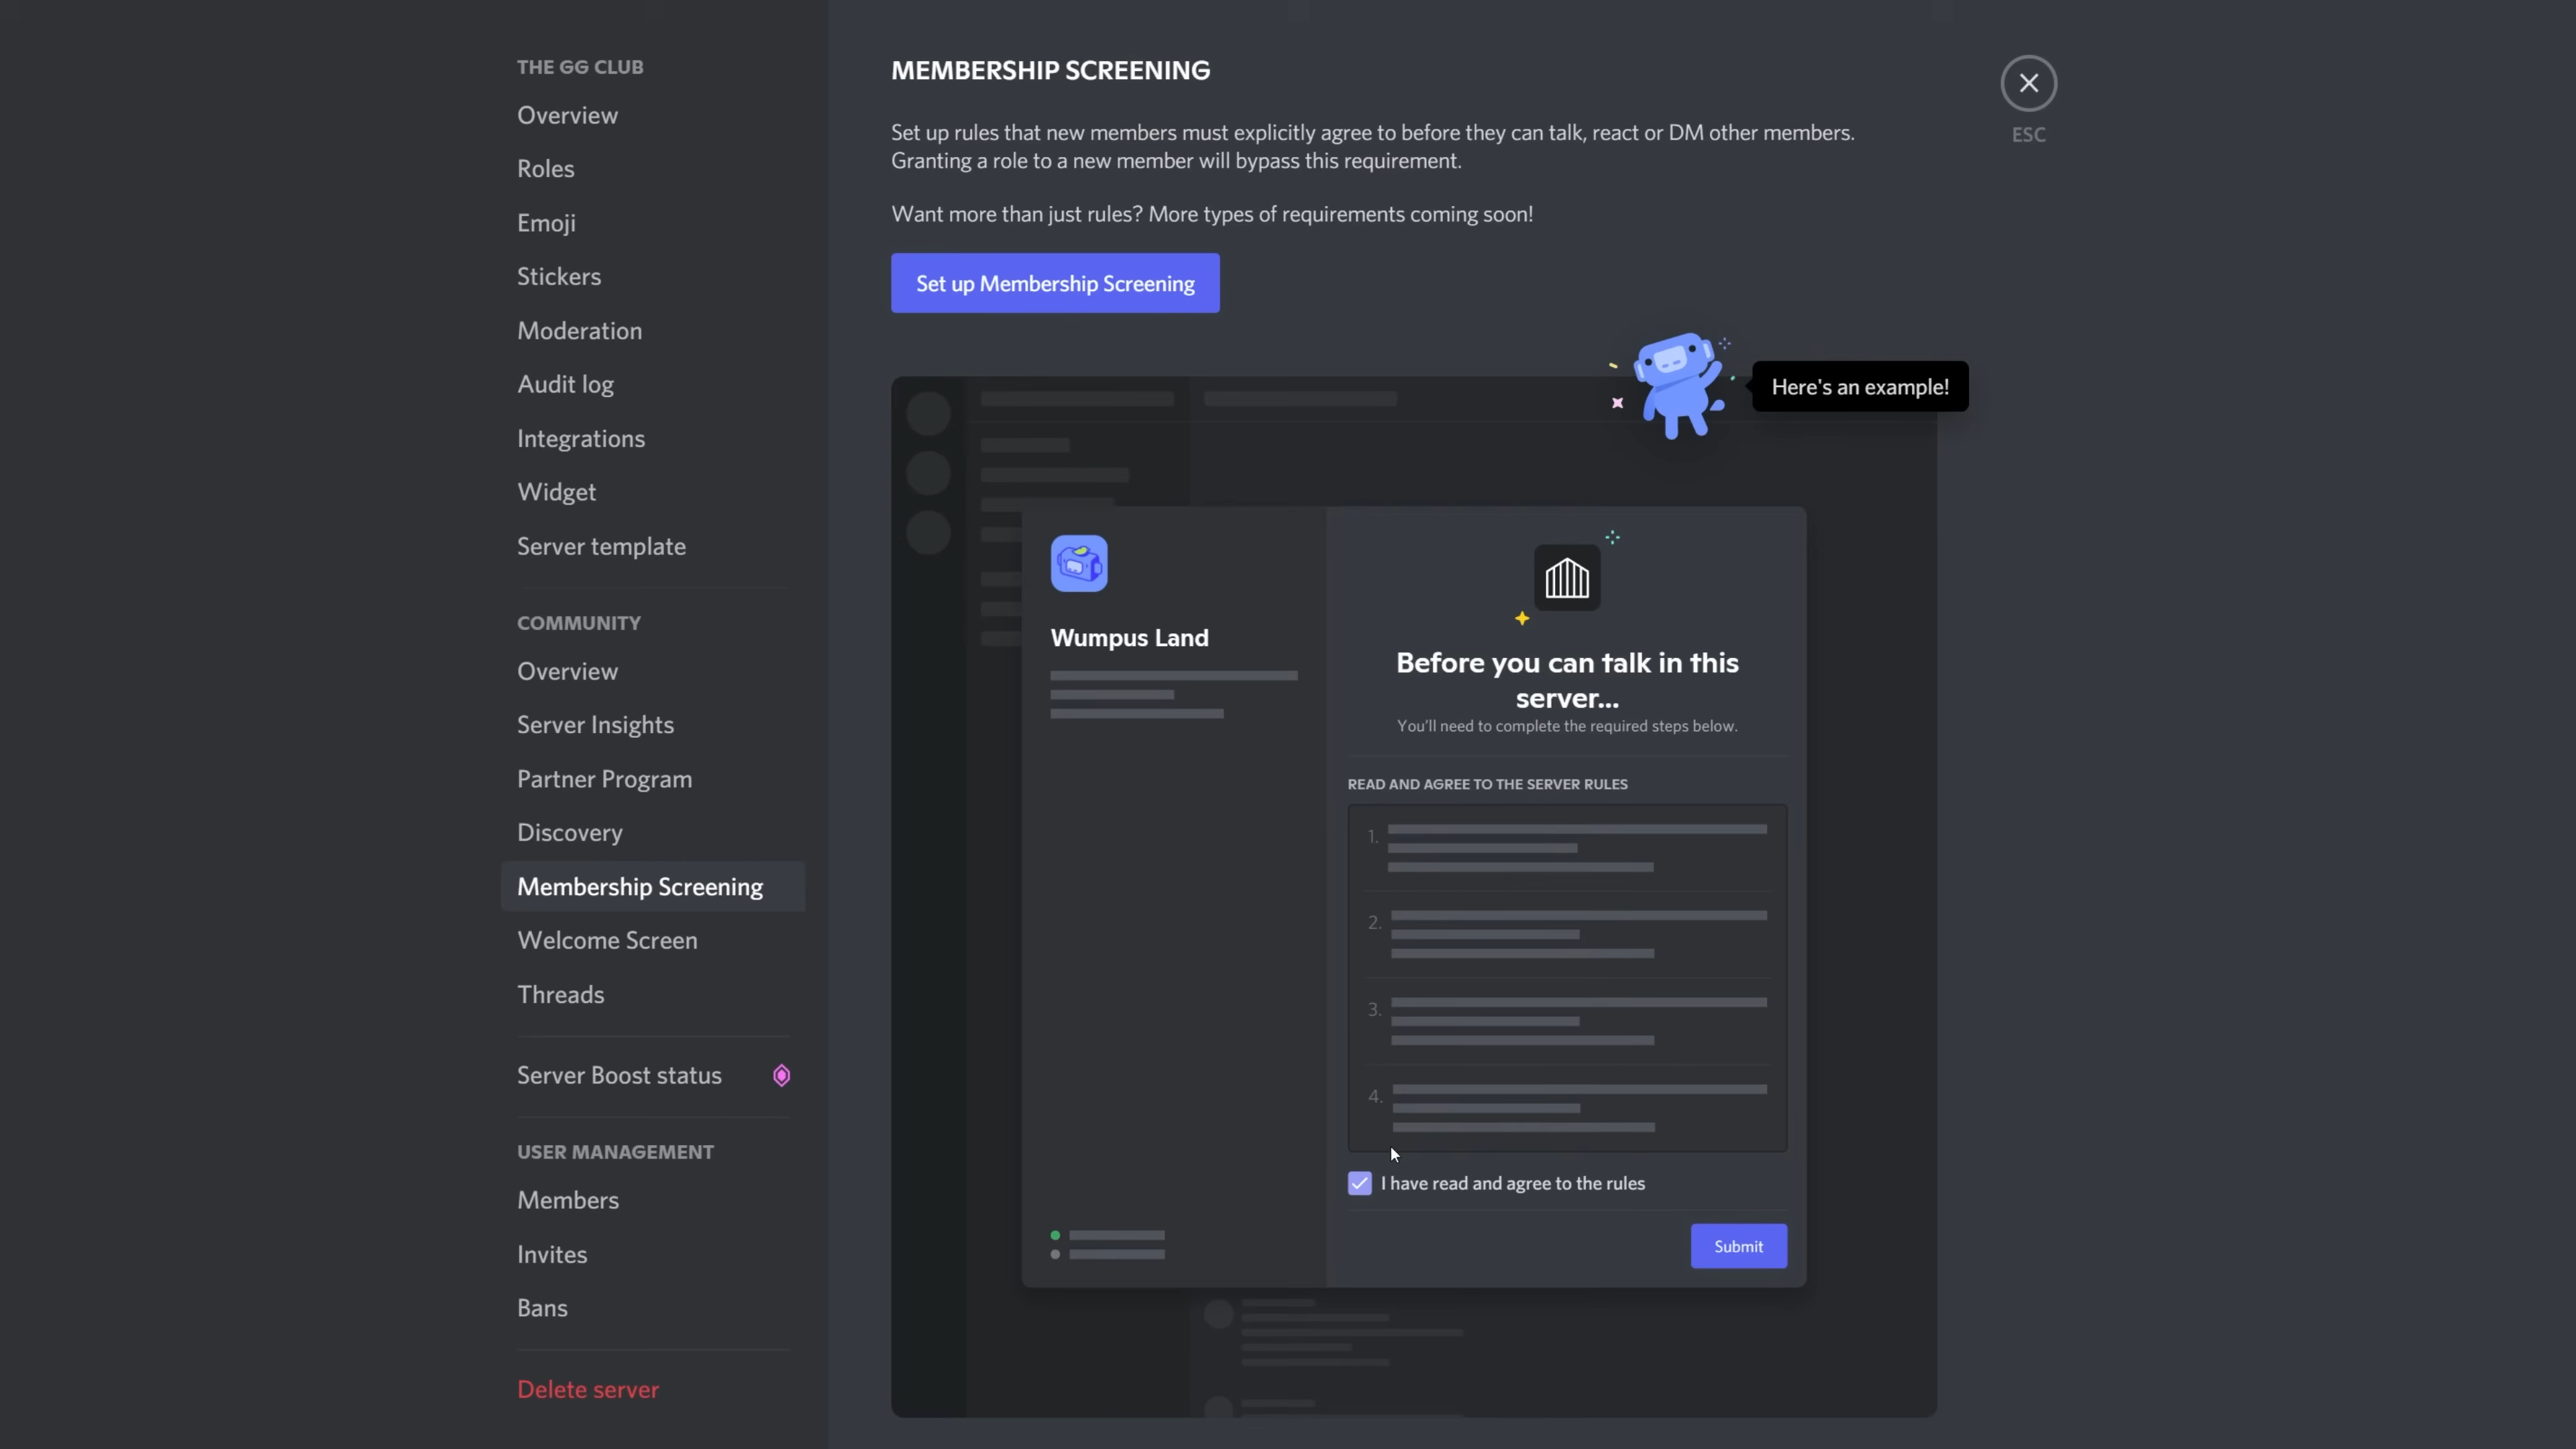 THE GG CLUB
Overview
Roles
Emoji
Stickers
Moderation
Audit log
Integrations
Widget
Server template
COMMUNITY
Overview
Server Insights
Partner Program
Discovery
Membership Screening
Welcome Screen
Threads
Server Boost status
USER MANAGEMENT
Members
Invites
Bans
Delete server
MEMBERSHIP SCREENING
Set up rules that new members must explicitly agree to before they can talk, react or DM other members.
Granting a role to a new member will bypass this requirement.
Want more than just rules? More types of requirements coming soon!
Set up Membership Screening
Here's an example!
Wumpus Land
Before you can talk in this
server...
You'll need to complete the required steps below.
READ AND AGREE TO THE SERVER RULES
1.
2.
3.
4.
I have read and agree to the rules
Submit
ESC